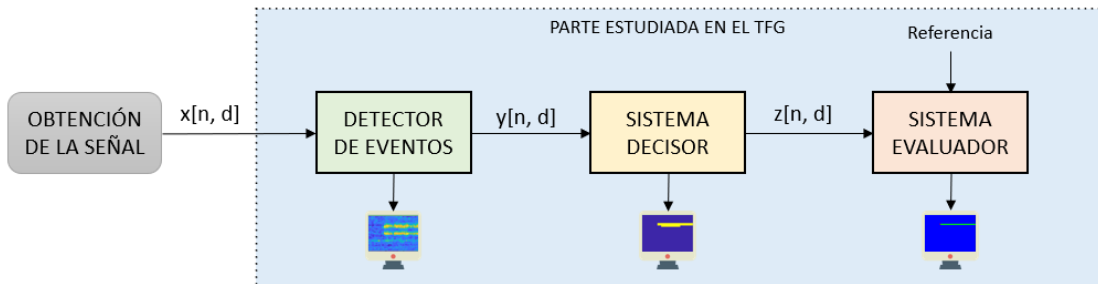 PARTE ESTUDIADA EN EL TFG
Referencia
OBTENCIÓN
DE LA SEÑAL
x[n, d]
DETECTOR
DE EVENTOS
y[n, d]
SISTEMA
DECISOR
z[n, d]
SISTEMA
EVALUADOR